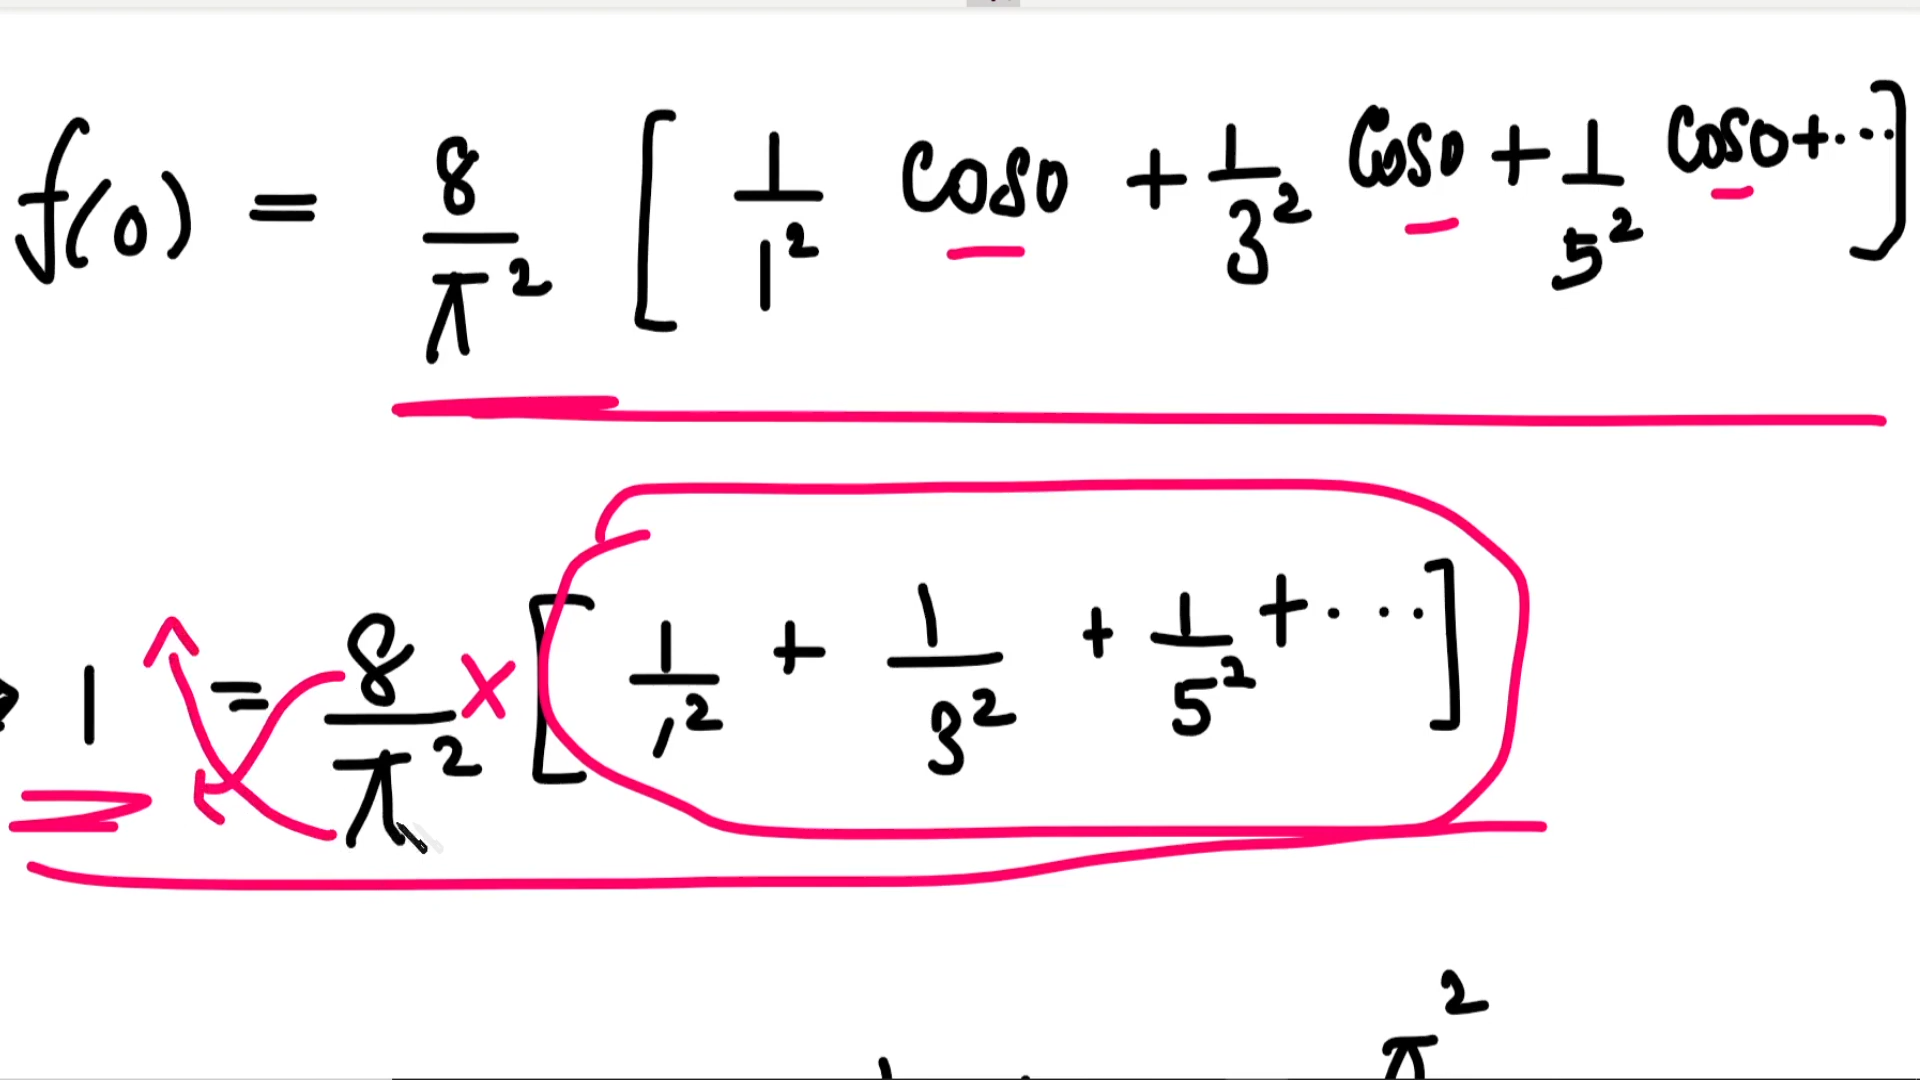 f(0) = 8/π² [ 1/1² cos0 + 1/3² cos0 + 1/5² cos0 + ... ]
1 = 8/π² × [ 1/1² + 1/3² + 1/5² + ... ]
π²